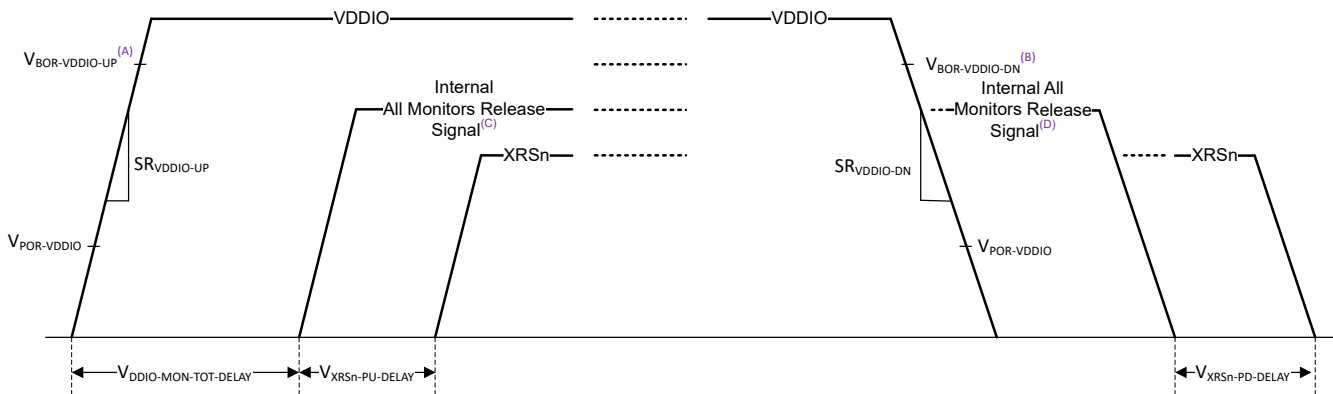 VDDIO
VDDIO
VBOR-VDDIO-UP(A)
VBOR-VDDIO-DN(B)
Internal
All Monitors Release
Signal(C)
Internal All
Monitors Release
Signal(D)
XRSn
XRSn
SRVDDIO-UP
SRVDDIO-DN
VPOR-VDDIO
VPOR-VDDIO
VDDIO-MON-TOT-DELAY
VXRSn-PU-DELAY
VXRSn-PD-DELAY